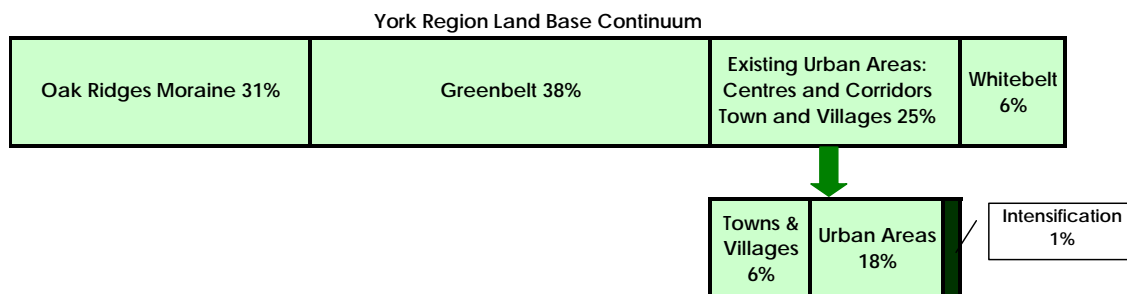 York Region Land Base Continuum
Oak Ridges Moraine 31%
Greenbelt 38%
Existing Urban Areas:
Centres and Corridors
Town and Villages 25%
Whitebelt
6%
Towns &
Villages
6%
Urban Areas
18%
Intensification
1%